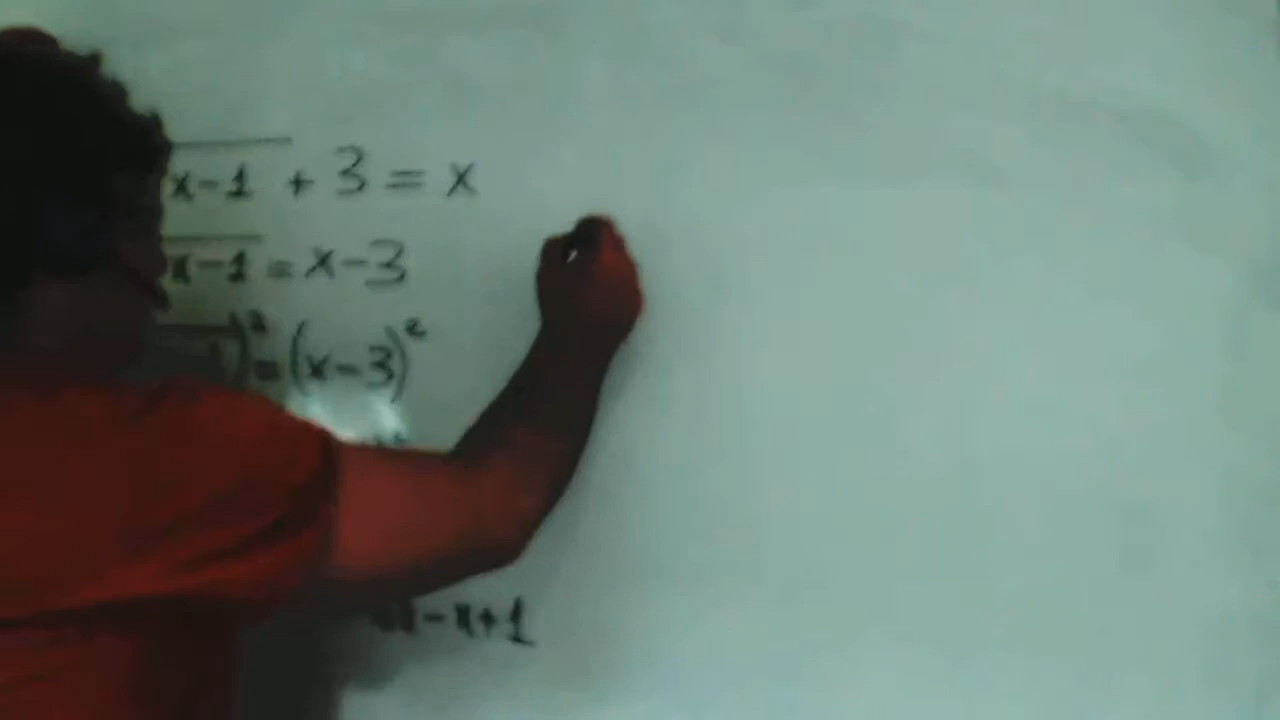 x-1 + 3 = x
x-1 = x-3
)² = (x-3)²
-x+1